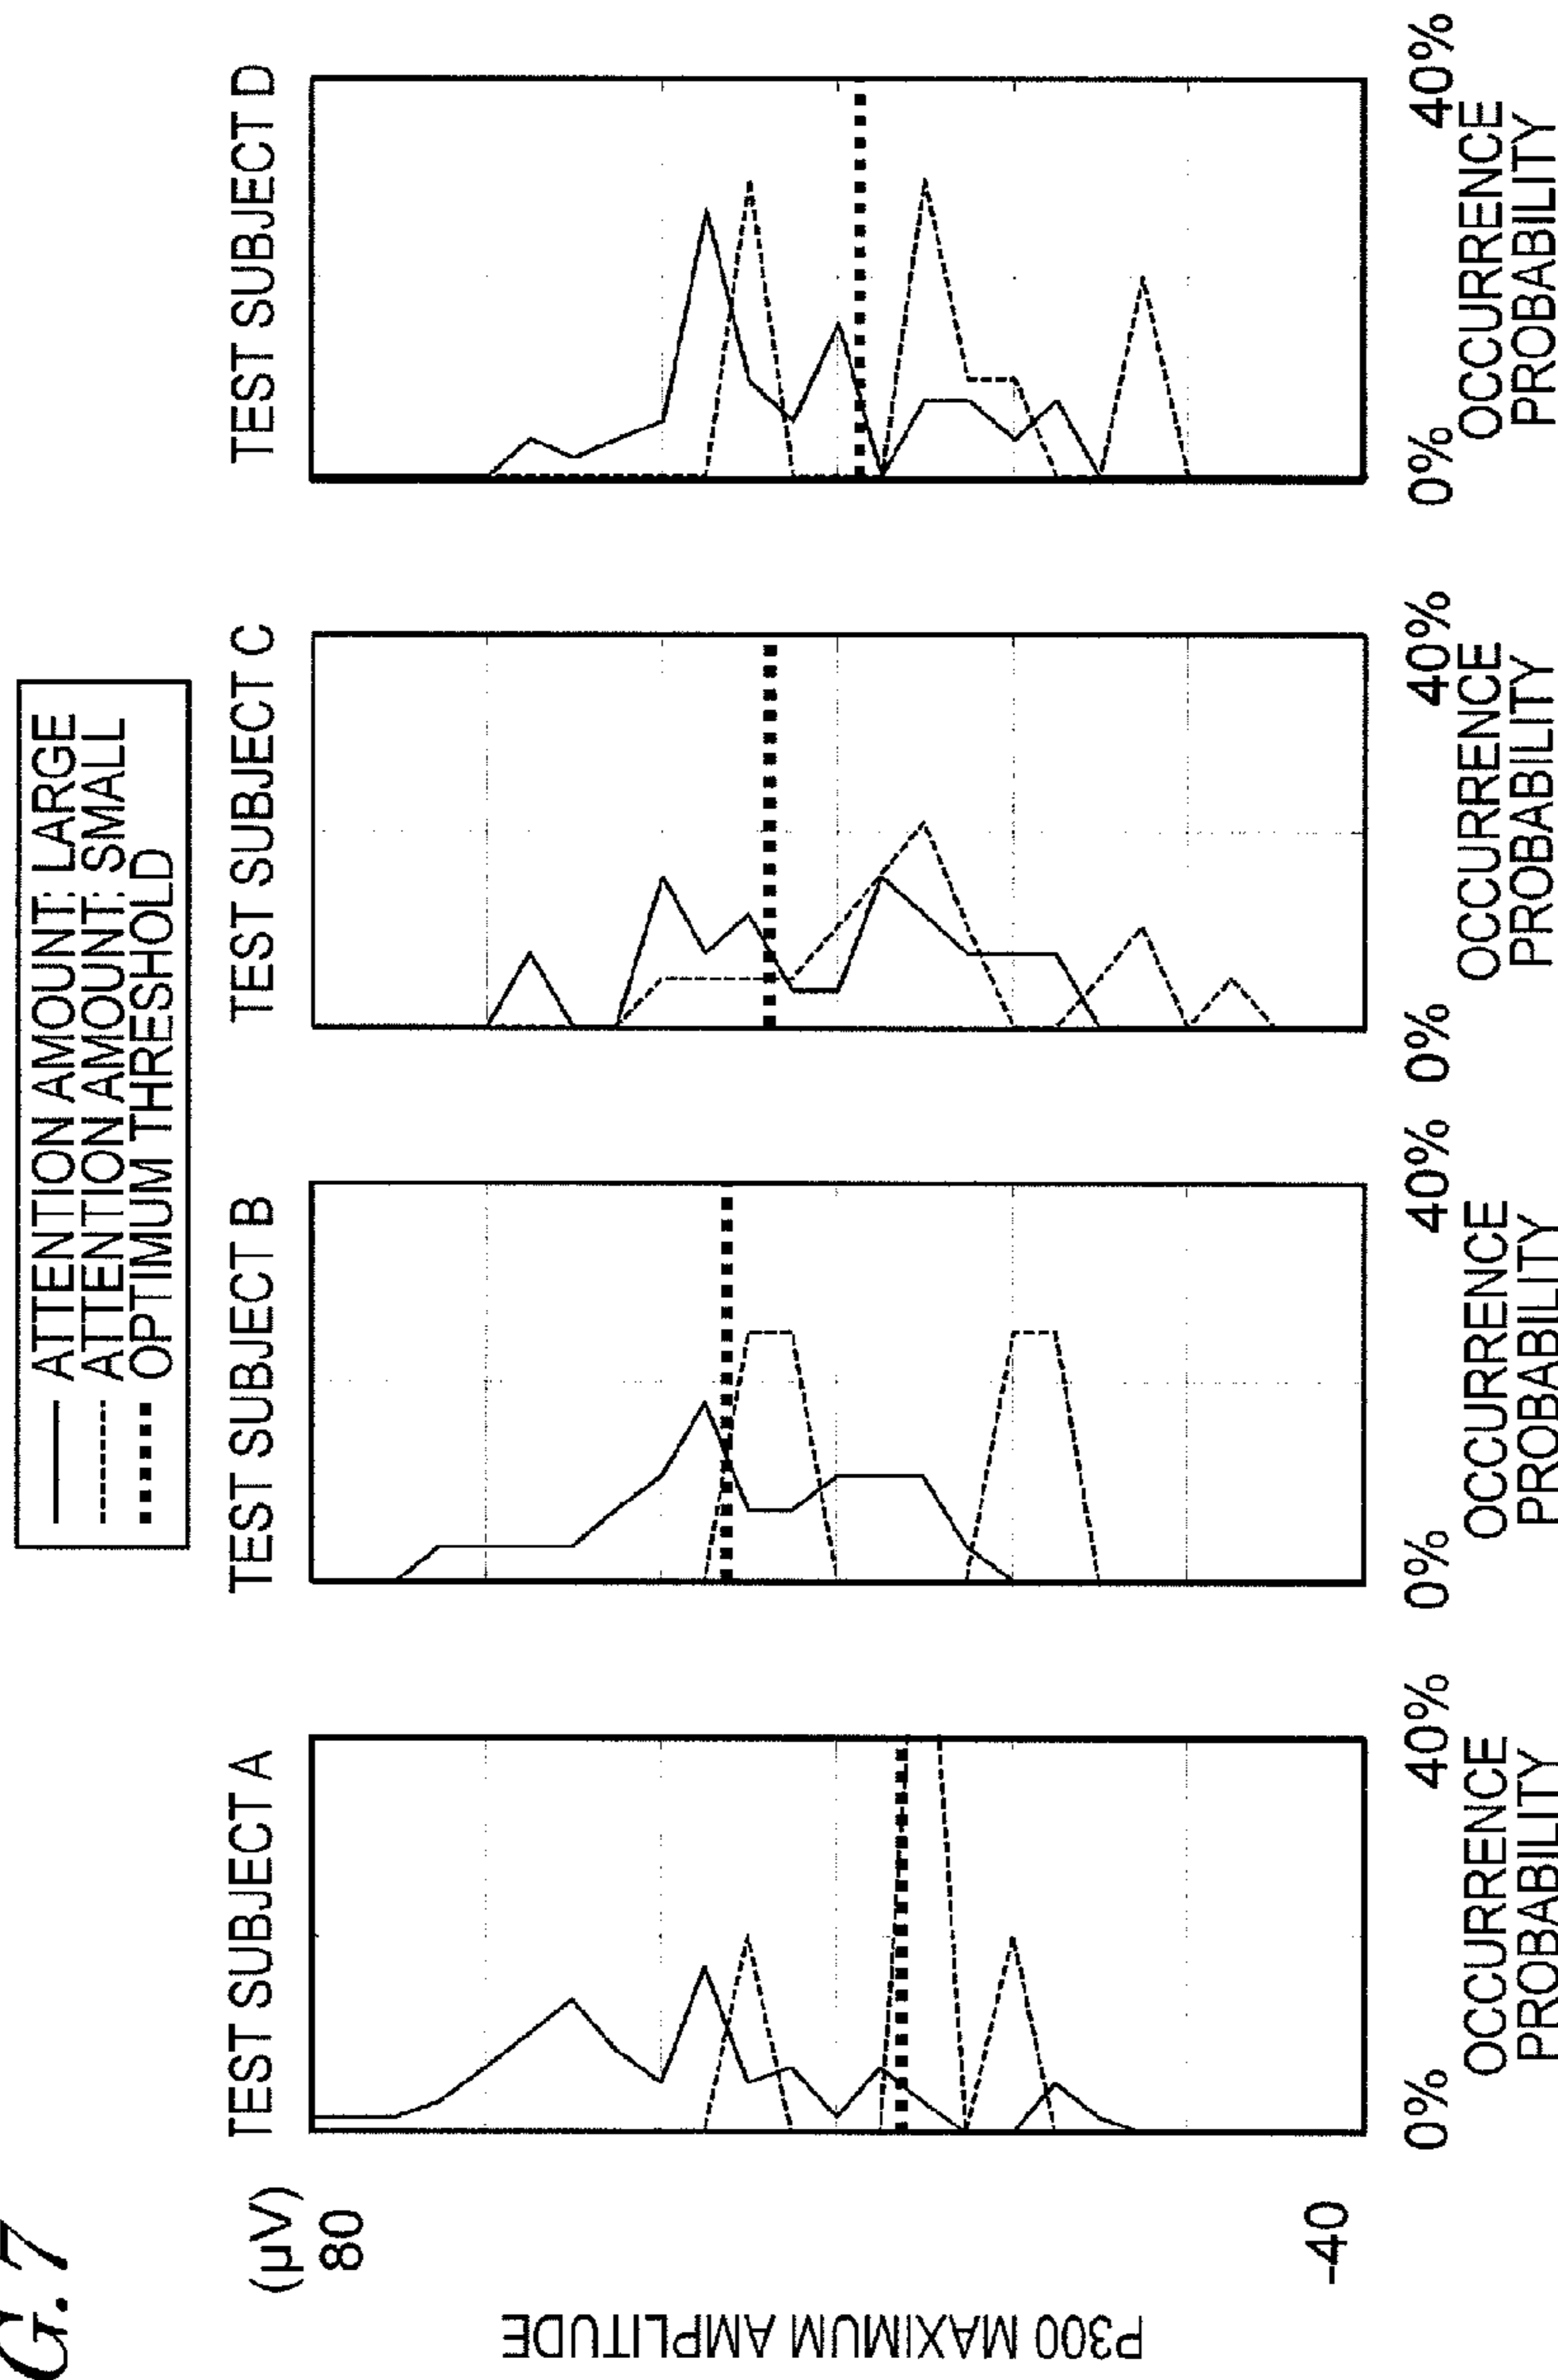 G. 7
ATTENTION AMOUNT: LARGE
ATTENTION AMOUNT: SMALL
OPTIMUM THRESHOLD
(μV)
80
-40
P300 MAXIMUM AMPLITUDE
TEST SUBJECT A
0% 40%
OCCURRENCE
PROBABILITY
TEST SUBJECT B
0% 40%
OCCURRENCE
PROBABILITY
TEST SUBJECT C
0% 40%
OCCURRENCE
PROBABILITY
TEST SUBJECT D
0% 40%
OCCURRENCE
PROBABILITY